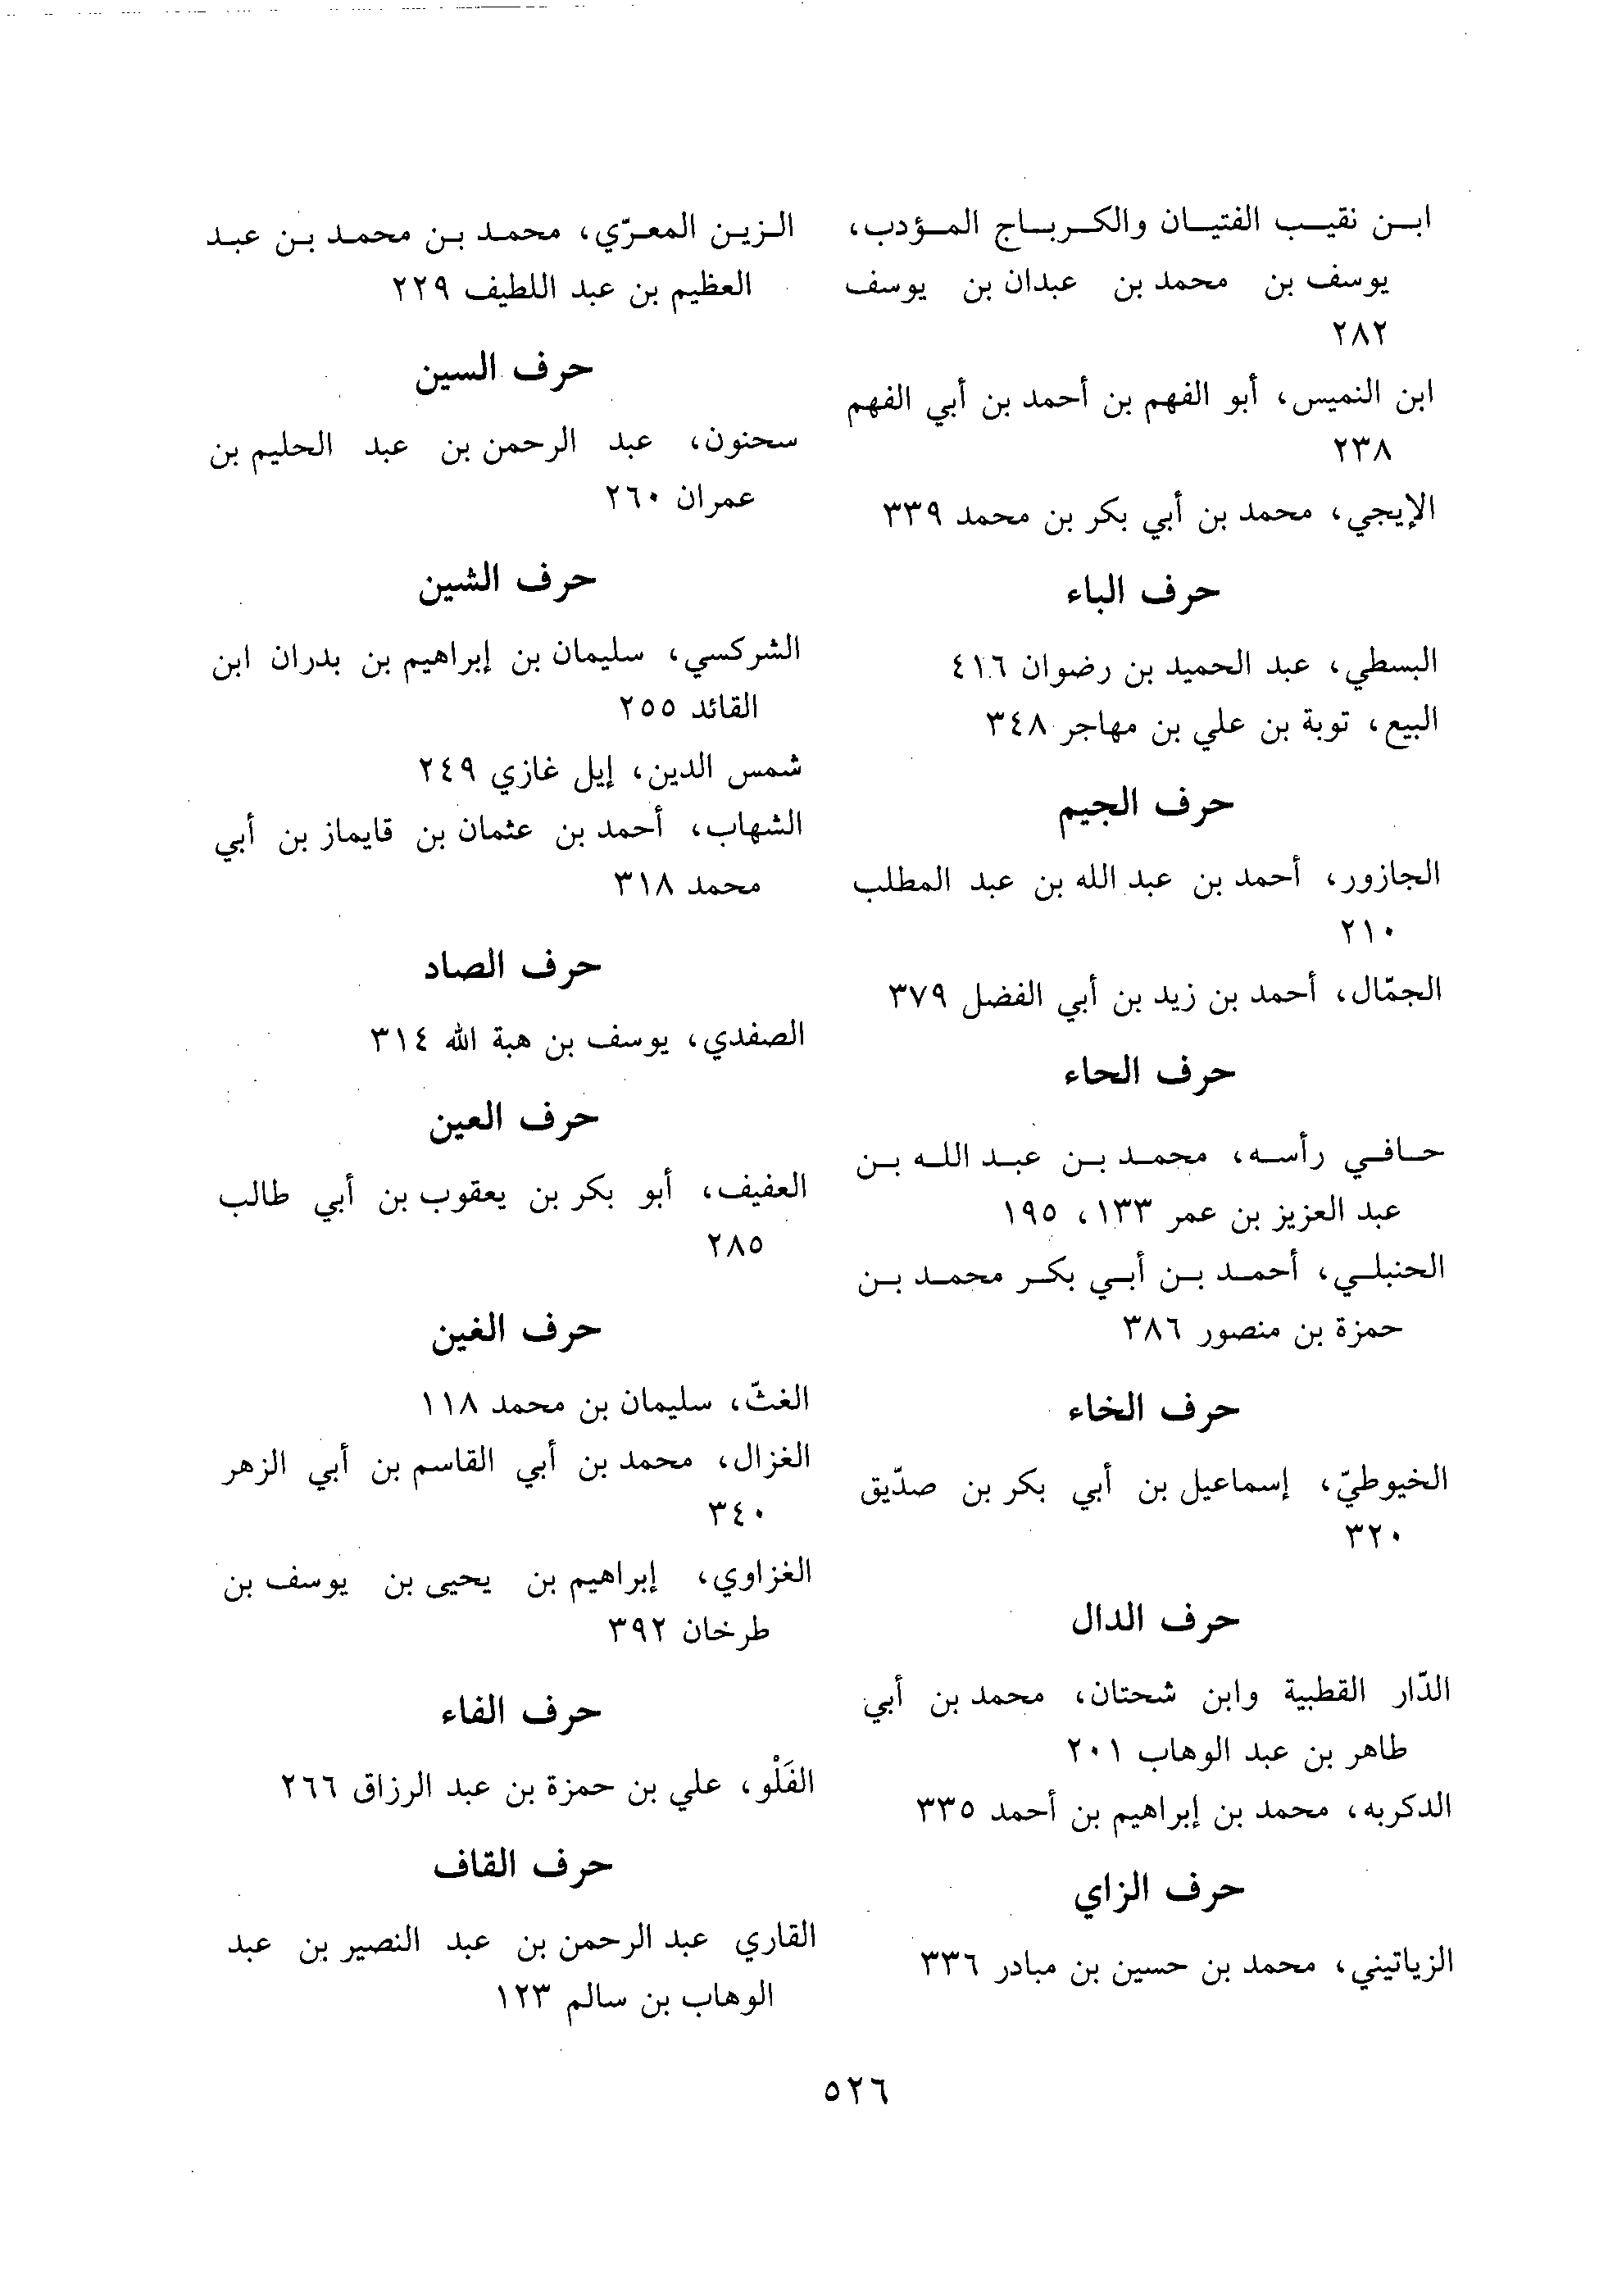 ابن نقيب الفتيان والكرباج المؤدب،
يوسف بن محمد بن عبدان بن يوسف
٢٨٢
ابن النميس، أبو الفهم بن أحمد بن أبي الفهم
٢٣٨
الإيجي، محمد بن أبي بكر بن محمد ٣٣٩
حرف الباء
البسطي، عبد الحميد بن رضوان ٤١٦
البيع، توبة بن علي بن مهاجر ٣٤٨
حرف الجيم
الجازور، أحمد بن عبد الله بن عبد المطلب
٢١٠
الجمّال، أحمد بن زيد بن أبي الفضل ٣٧٩
حرف الحاء
حافي رأسه، محمد بن عبد الله بن
عبد العزيز بن عمر ١٣٣، ١٩٥
الحنبلي، أحمد بن أبي بكر محمد بن
حمزة بن منصور ٣٨٦
حرف الخاء
الخيوطيّ، إسماعيل بن أبي بكر بن صدّيق
٣٢٠
حرف الدال
الدّار القطبية وابن شحتان، محمد بن أبي
طاهر بن عبد الوهاب ٢٠١
الدكربه، محمد بن إبراهيم بن أحمد ٣٣٥
حرف الزاي
الزياتيني، محمد بن حسين بن مبادر ٣٣٦
الزين المعرّي، محمد بن محمد بن عبد
العظيم بن عبد اللطيف ٢٢٩
حرف السين
سحنون، عبد الرحمن بن عبد الحليم بن
عمران ٢٦٠
حرف الشين
الشركسي، سليمان بن إبراهيم بن بدران ابن
القائد ٢٥٥
شمس الدين، إيل غازي ٢٤٩
الشهاب، أحمد بن عثمان بن قايماز بن أبي
محمد ٣١٨
حرف الصاد
الصفدي، يوسف بن هبة الله ٣١٤
حرف العين
العفيف، أبو بكر بن يعقوب بن أبي طالب
٢٨٥
حرف الغين
الغثّ، سليمان بن محمد ١١٨
الغزال، محمد بن أبي القاسم بن أبي الزهر
٣٤٠
الغزاوي، إبراهيم بن يحيى بن يوسف بن
طرخان ٣٩٢
حرف الفاء
الفَلْو، علي بن حمزة بن عبد الرزاق ٢٦٦
حرف القاف
القاري عبد الرحمن بن عبد النصير بن عبد
الوهاب بن سالم ١٢٣
٥٢٦